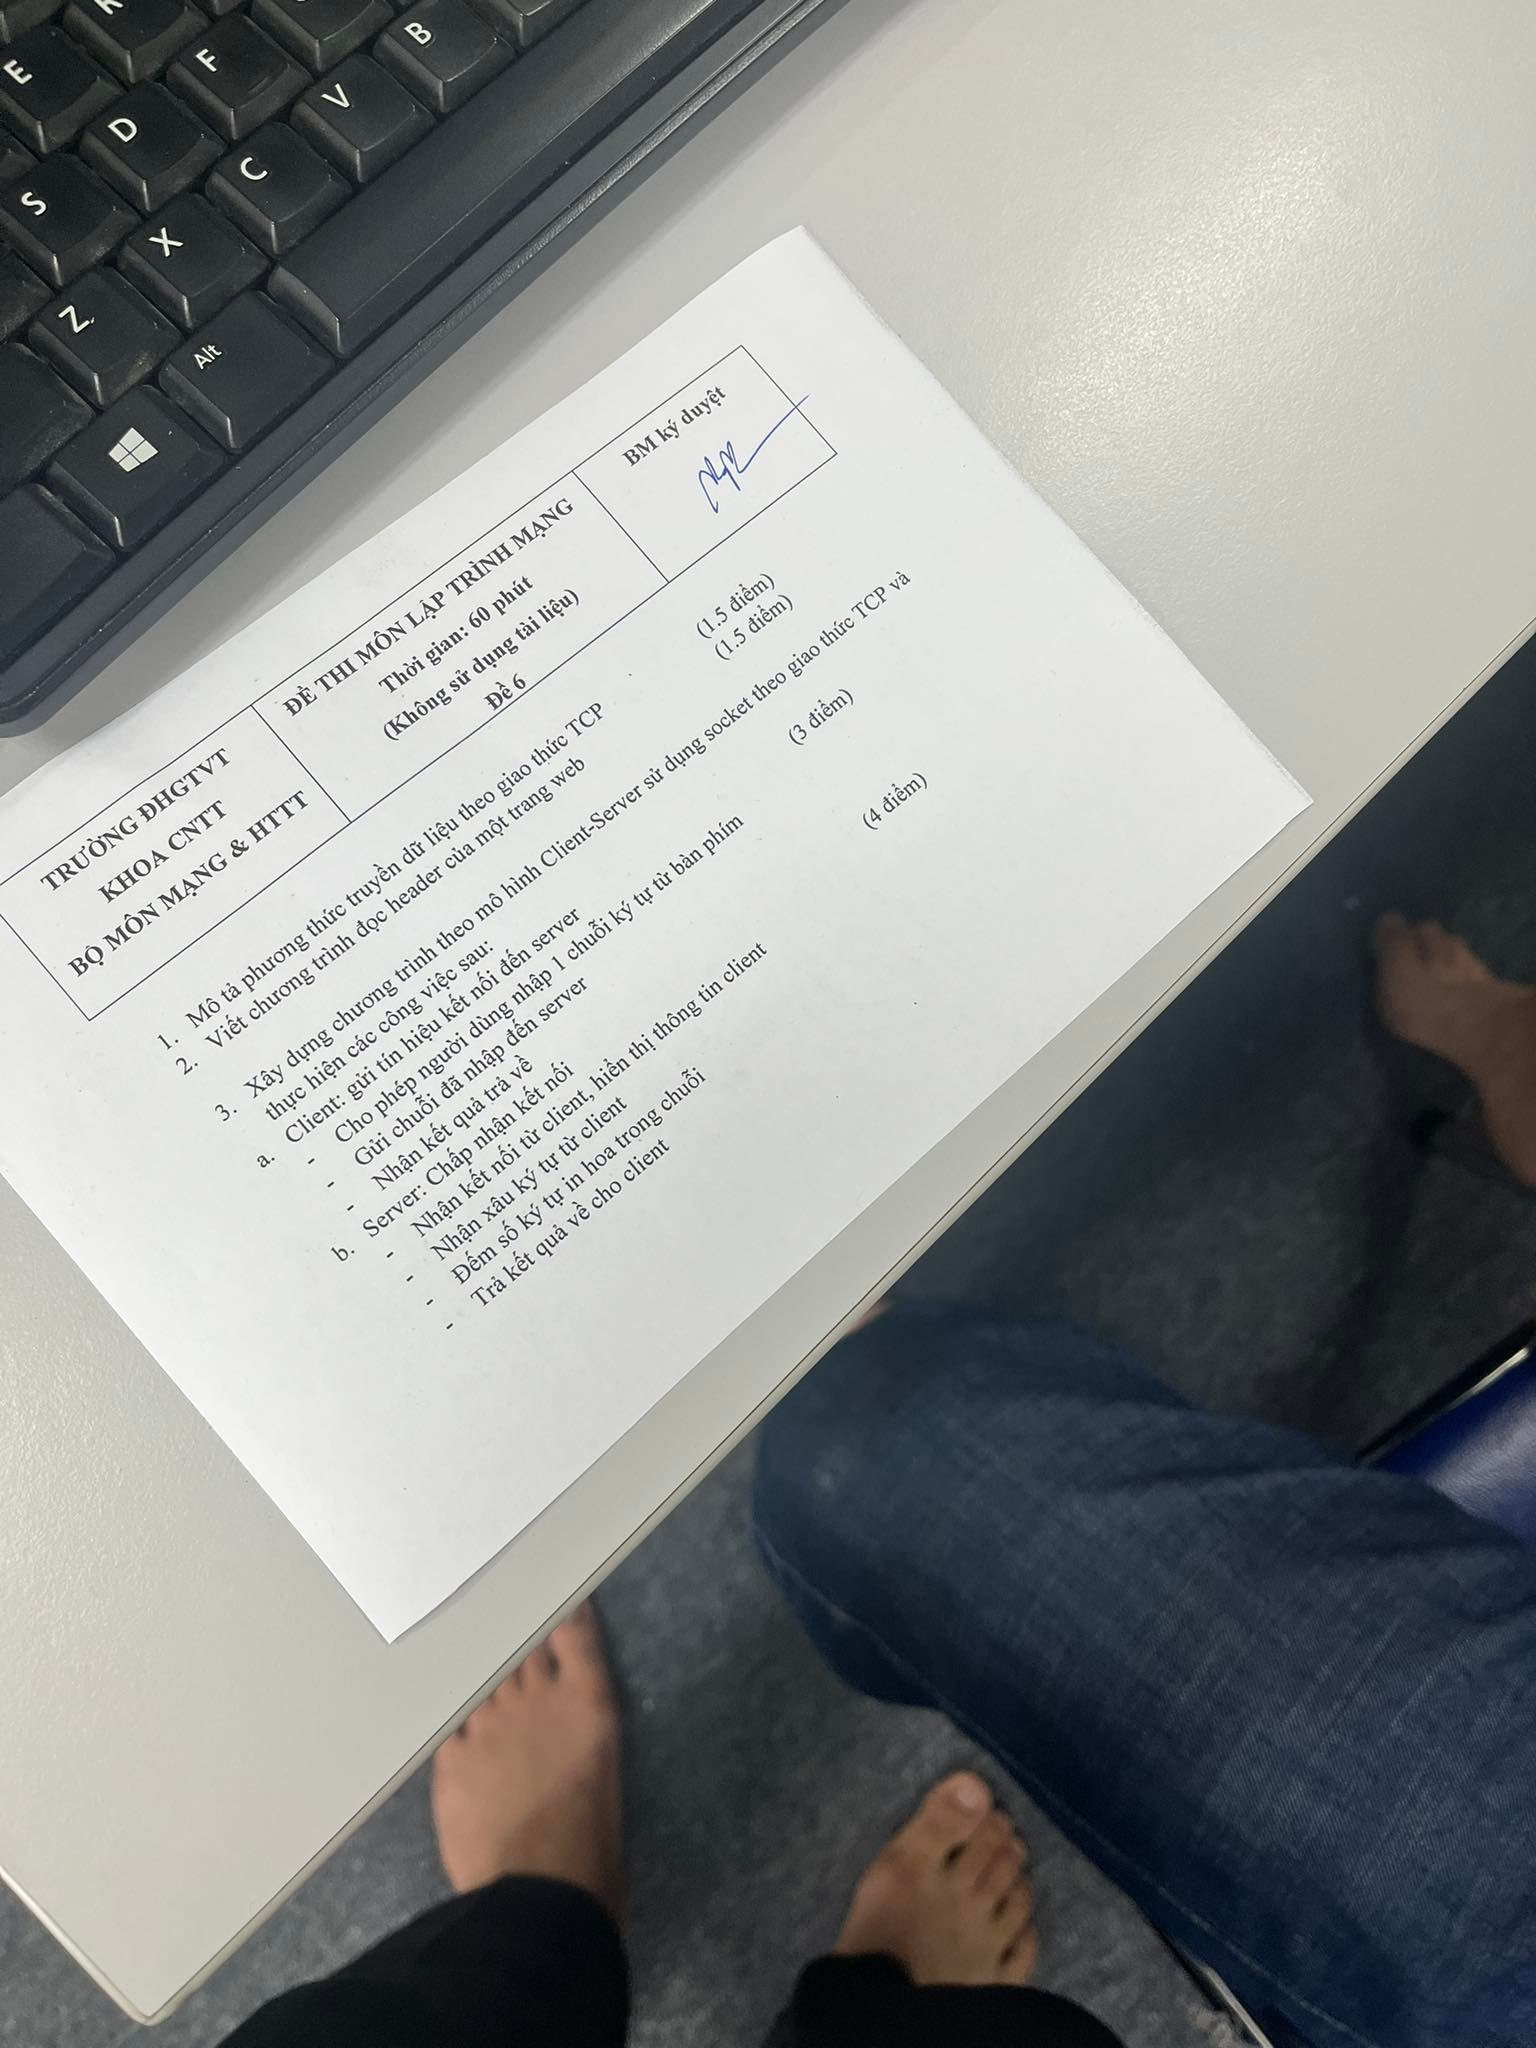 E
R
S
D
F
Z
X
C
V
B
Alt
TRƯỜNG ĐHGTVT
KHOA CNTT
BỘ MÔN MẠNG & HTTT
ĐỀ THI MÔN LẬP TRÌNH MẠNG
Thời gian: 60 phút
(Không sử dụng tài liệu)
Đề 6
BM ký duyệt
1. Mô tả phương thức truyền dữ liệu theo giao thức TCP (1.5 điểm)
2. Viết chương trình đọc header của một trang web (1.5 điểm)
3. Xây dựng chương trình theo mô hình Client-Server sử dụng socket theo giao thức TCP và
thực hiện các công việc sau:
a. Client: gửi tín hiệu kết nối đến server (3 điểm)
- Cho phép người dùng nhập 1 chuỗi ký tự từ bàn phím
- Gửi chuỗi đã nhập đến server
- Nhận kết quả trả về
b. Server: Chấp nhận kết nối (4 điểm)
- Nhận kết nối từ client, hiển thị thông tin client
- Nhận xâu ký tự từ client
- Đếm số ký tự in hoa trong chuỗi
- Trả kết quả về cho client